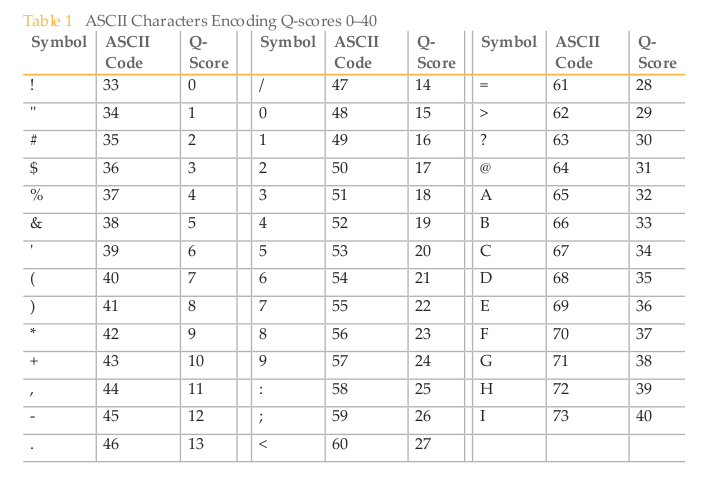 Table 1 ASCII Characters Encoding Q-scores 0–40
Symbol ASCII Code Q-Score Symbol ASCII Code Q-Score Symbol ASCII Code Q-Score
! 33 0 / 47 14 = 61 28
" 34 1 0 48 15 > 62 29
# 35 2 1 49 16 ? 63 30
$ 36 3 2 50 17 @ 64 31
% 37 4 3 51 18 A 65 32
& 38 5 4 52 19 B 66 33
' 39 6 5 53 20 C 67 34
( 40 7 6 54 21 D 68 35
) 41 8 7 55 22 E 69 36
* 42 9 8 56 23 F 70 37
+ 43 10 9 57 24 G 71 38
, 44 11 : 58 25 H 72 39
- 45 12 ; 59 26 I 73 40
. 46 13 < 60 27